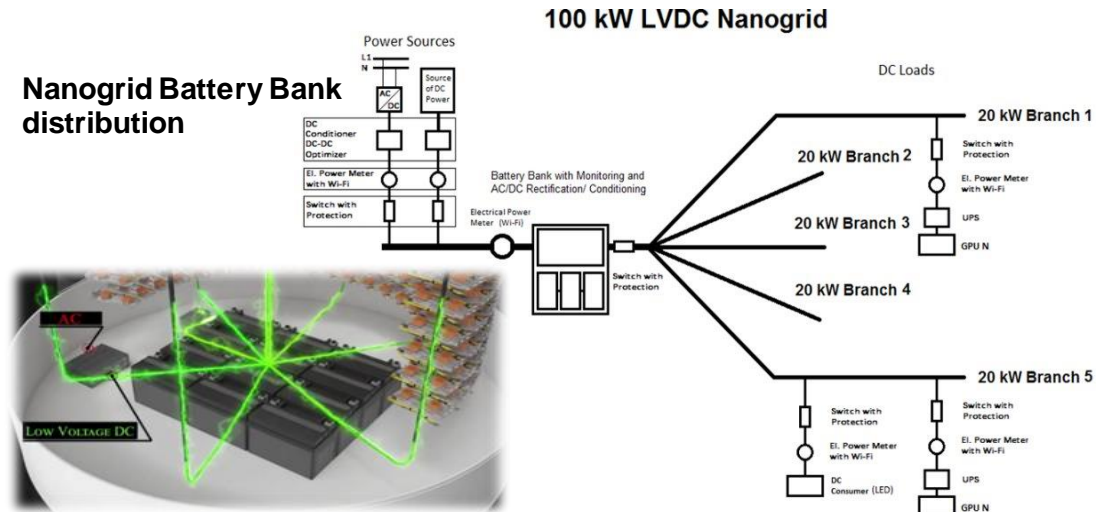 100 kW LVDC Nanogrid
Nanogrid Battery Bank
distribution
Power Sources
L1
N
AC
DC
Source
of DC
Power
DC
Conditioner
DC-DC
Optimizer
El. Power Meter
with Wi-Fi
Switch with
Protection
Electrical Power
Meter (Wi-Fi)
Battery Bank with Monitoring and
AC/DC Rectification/ Conditioning
Switch with
Protection
DC Loads
20 kW Branch 1
Switch with
Protection
El. Power Meter
with Wi-Fi
UPS
GPU N
20 kW Branch 2
20 kW Branch 3
20 kW Branch 4
20 kW Branch 5
Switch with
Protection
El. Power Meter
with Wi-Fi
DC
Consumer (LED)
Switch with
Protection
El. Power Meter
with Wi-Fi
UPS
GPU N
AC
LOW VOLTAGE DC